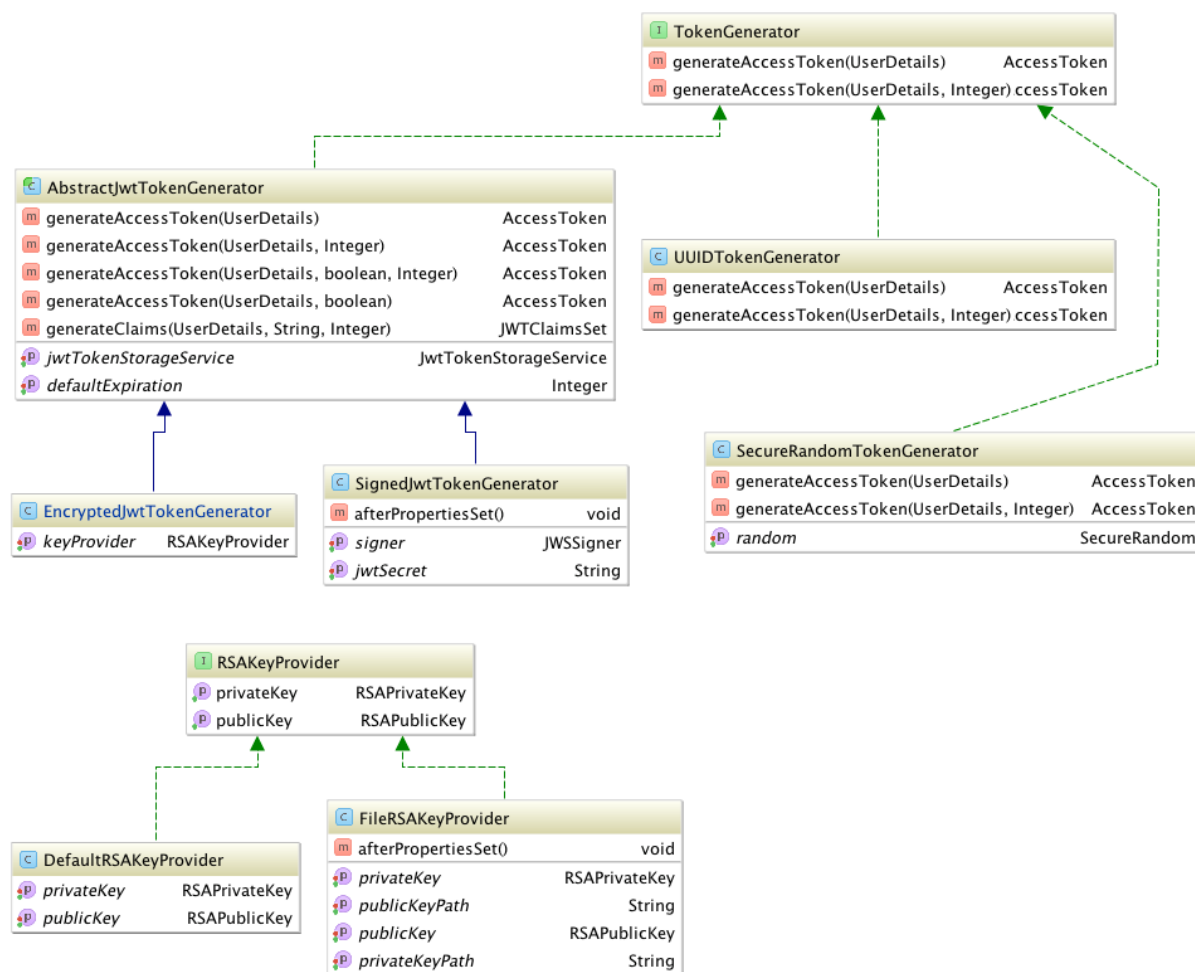 TokenGenerator
generateAccessToken(UserDetails) AccessToken
generateAccessToken(UserDetails, Integer) ccessToken
AbstractJwtTokenGenerator
generateAccessToken(UserDetails) AccessToken
generateAccessToken(UserDetails, Integer) AccessToken
generateAccessToken(UserDetails, boolean, Integer) AccessToken
generateAccessToken(UserDetails, boolean) AccessToken
generateClaims(UserDetails, String, Integer) JWTClaimsSet
jwtTokenStorageService JwtTokenStorageService
defaultExpiration Integer
UUIDTokenGenerator
generateAccessToken(UserDetails) AccessToken
generateAccessToken(UserDetails, Integer) ccessToken
SecureRandomTokenGenerator
generateAccessToken(UserDetails) AccessToken
generateAccessToken(UserDetails, Integer) AccessToken
random SecureRandom
EncryptedJwtTokenGenerator
keyProvider RSAKeyProvider
SignedJwtTokenGenerator
afterPropertiesSet() void
signer JWSSigner
jwtSecret String
RSAKeyProvider
privateKey RSAPrivateKey
publicKey RSAPublicKey
DefaultRSAKeyProvider
privateKey RSAPrivateKey
publicKey RSAPublicKey
FileRSAKeyProvider
afterPropertiesSet() void
privateKey RSAPrivateKey
publicKeyPath String
publicKey RSAPublicKey
privateKeyPath String